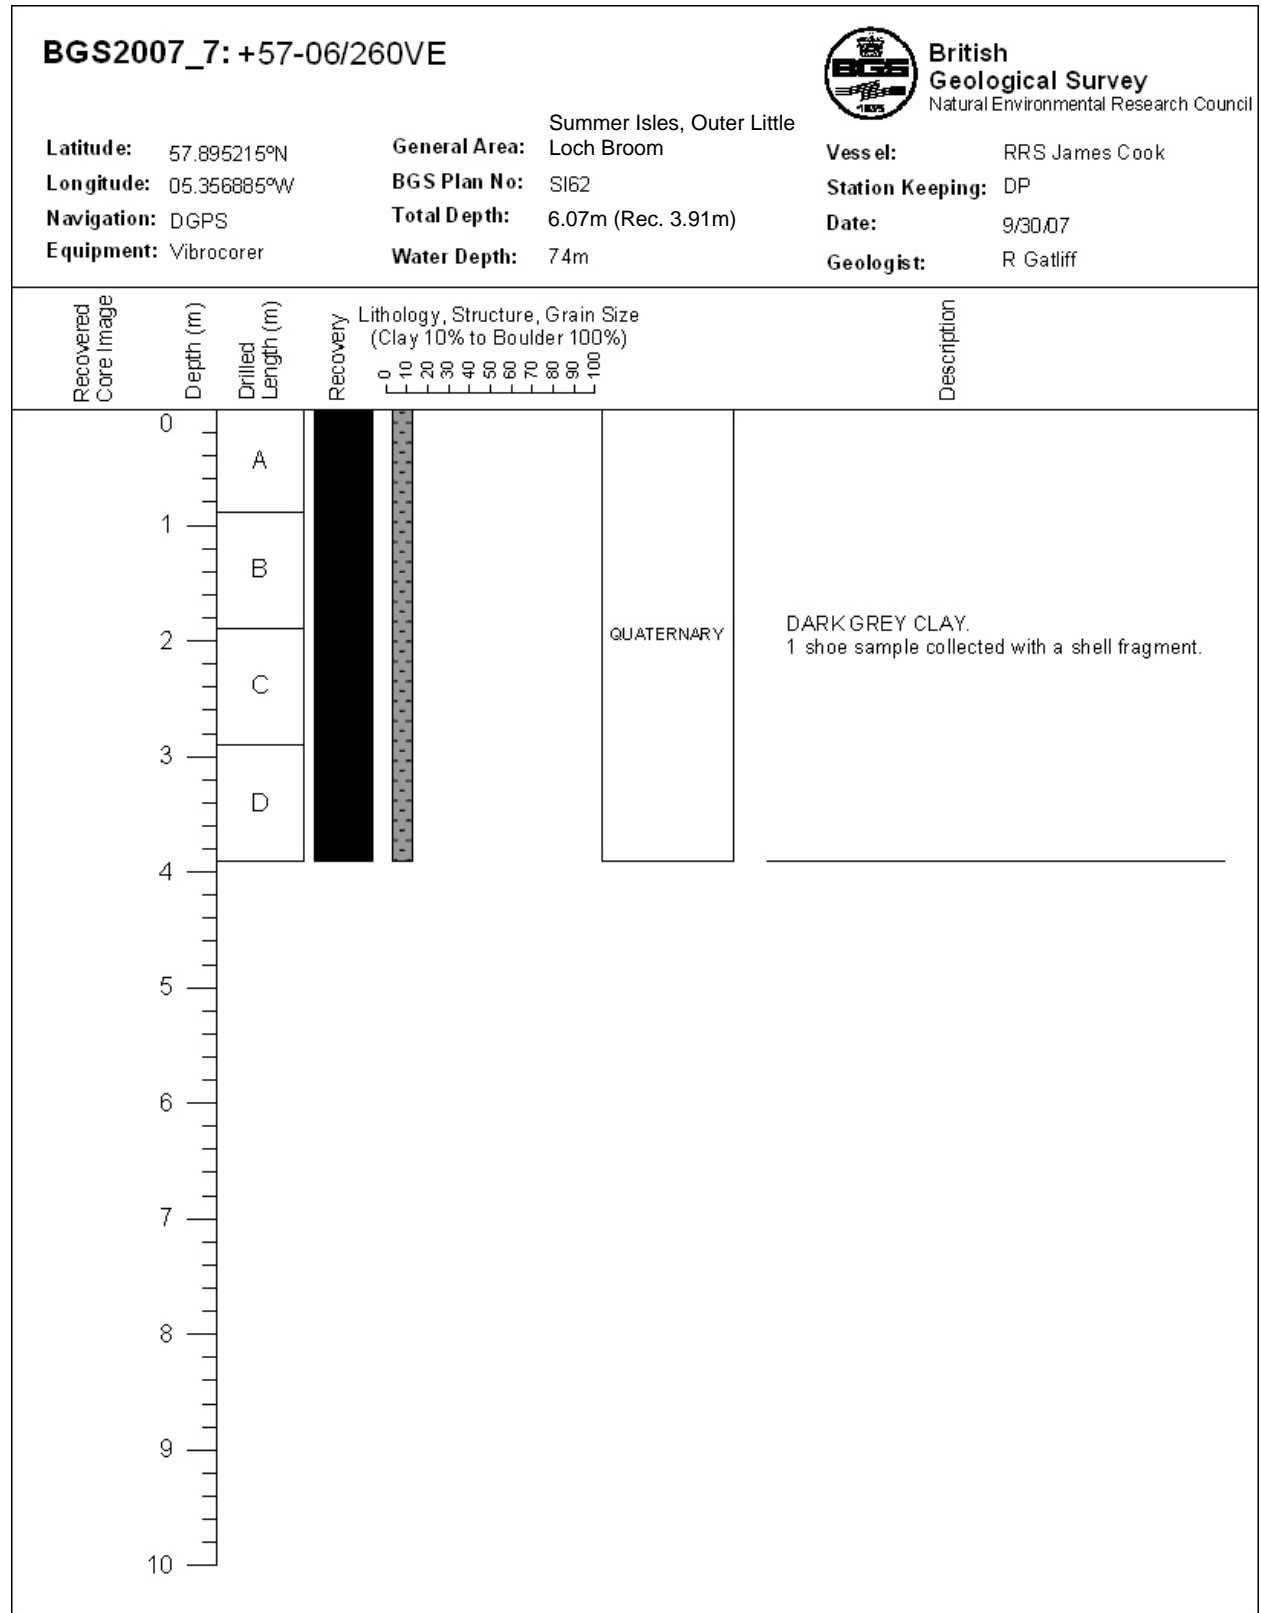 BGS2007_7: +57-06/260VE
BGS
1835
British
Geological Survey
Natural Environmental Research Council
Latitude: 57.895215ºN
Longitude: 05.356885ºW
Navigation: DGPS
Equipment: Vibrocorer
General Area: Summer Isles, Outer Little
Loch Broom
BGS Plan No: SI62
Total Depth: 6.07m (Rec. 3.91m)
Water Depth: 74m
Vessel: RRS James Cook
Station Keeping: DP
Date: 9/30/07
Geologist: R Gatliff
Recovered
Core Image
Depth (m)
Drilled
Length (m)
Recovery
Lithology, Structure, Grain Size
(Clay 10% to Boulder 100%)
0 10 20 30 40 50 60 70 80 90 100
Description
0
A
1
B
2
C
3
D
4
5
6
7
8
9
10
QUATERNARY
DARK GREY CLAY.
1 shoe sample collected with a shell fragment.